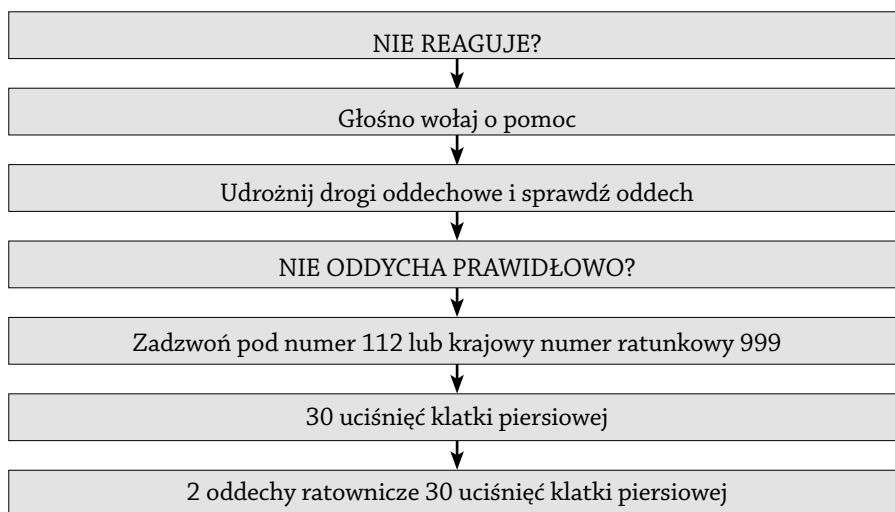 NIE REAGUJE?
Głośno wołaj o pomoc
Udrożnij drogi oddechowe i sprawdź oddech
NIE ODDYCHA PRAWIDŁOWO?
Zadzwoń pod numer 112 lub krajowy numer ratunkowy 999
30 uciśnięć klatki piersiowej
2 oddechy ratownicze 30 uciśnięć klatki piersiowej